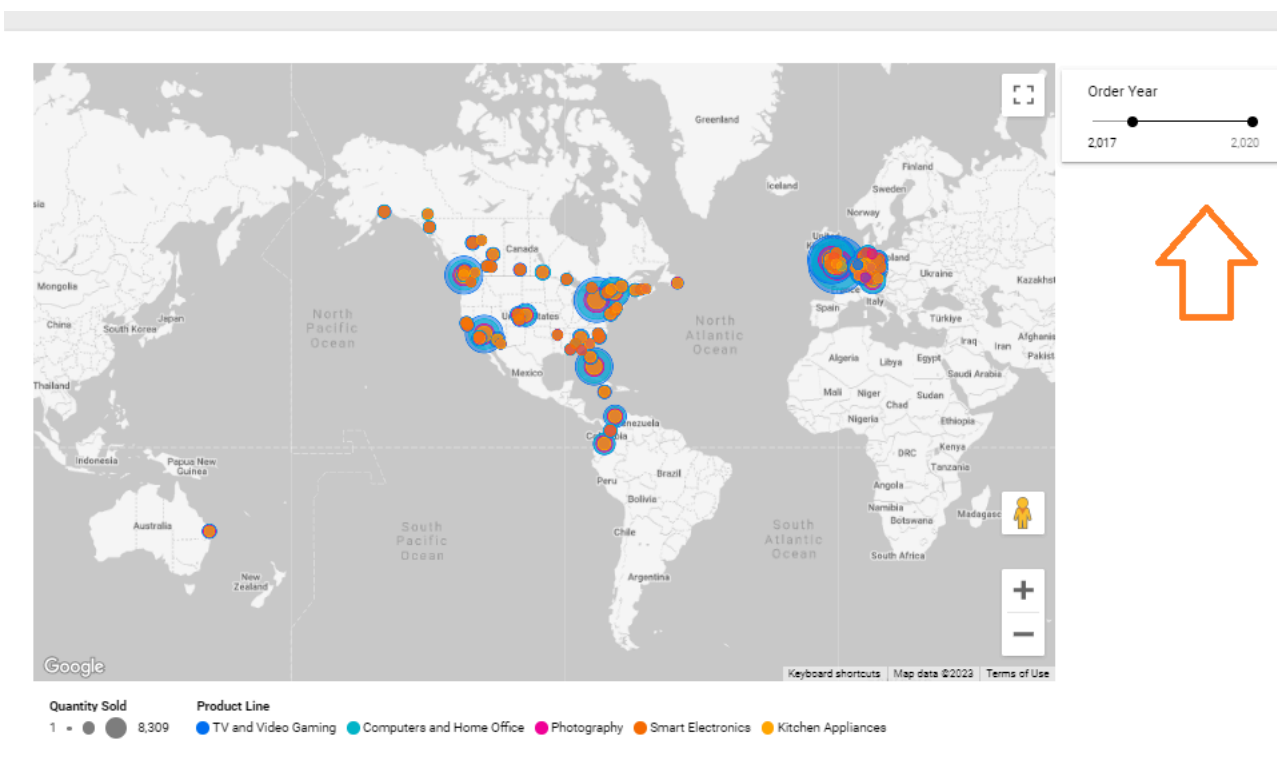 Order Year
2,017 2,020
Greenland
Iceland
Finland
Sweden
Norway
Canada
Ukraine
Kazakhst
Mongolia
Spain
Italy
Türkiye
China
South Korea
Japan
North
Pacific
Ocean
North
Atlantic
Ocean
Iraq
Iran
Afghanis
Pakist
Algeria
Libya
Egypt
Saudi Arabia
Thailand
Mexico
Mali
Niger
Chad
Sudan
Nigeria
Ethiopia
DRC
Kenya
Tanzania
Indonesia
Papua New
Guinea
Peru
Brazil
Bolivia
Angola
Namibia
Botswana
Madagasc
Australia
South
Pacific
Ocean
Chile
South
Atlantic
Ocean
South Africa
New
Zealand
Argentina
Google
Keyboard shortcuts Map data ©2023 Terms of Use
Quantity Sold Product Line
1 8,309 TV and Video Gaming Computers and Home Office Photography Smart Electronics Kitchen Appliances